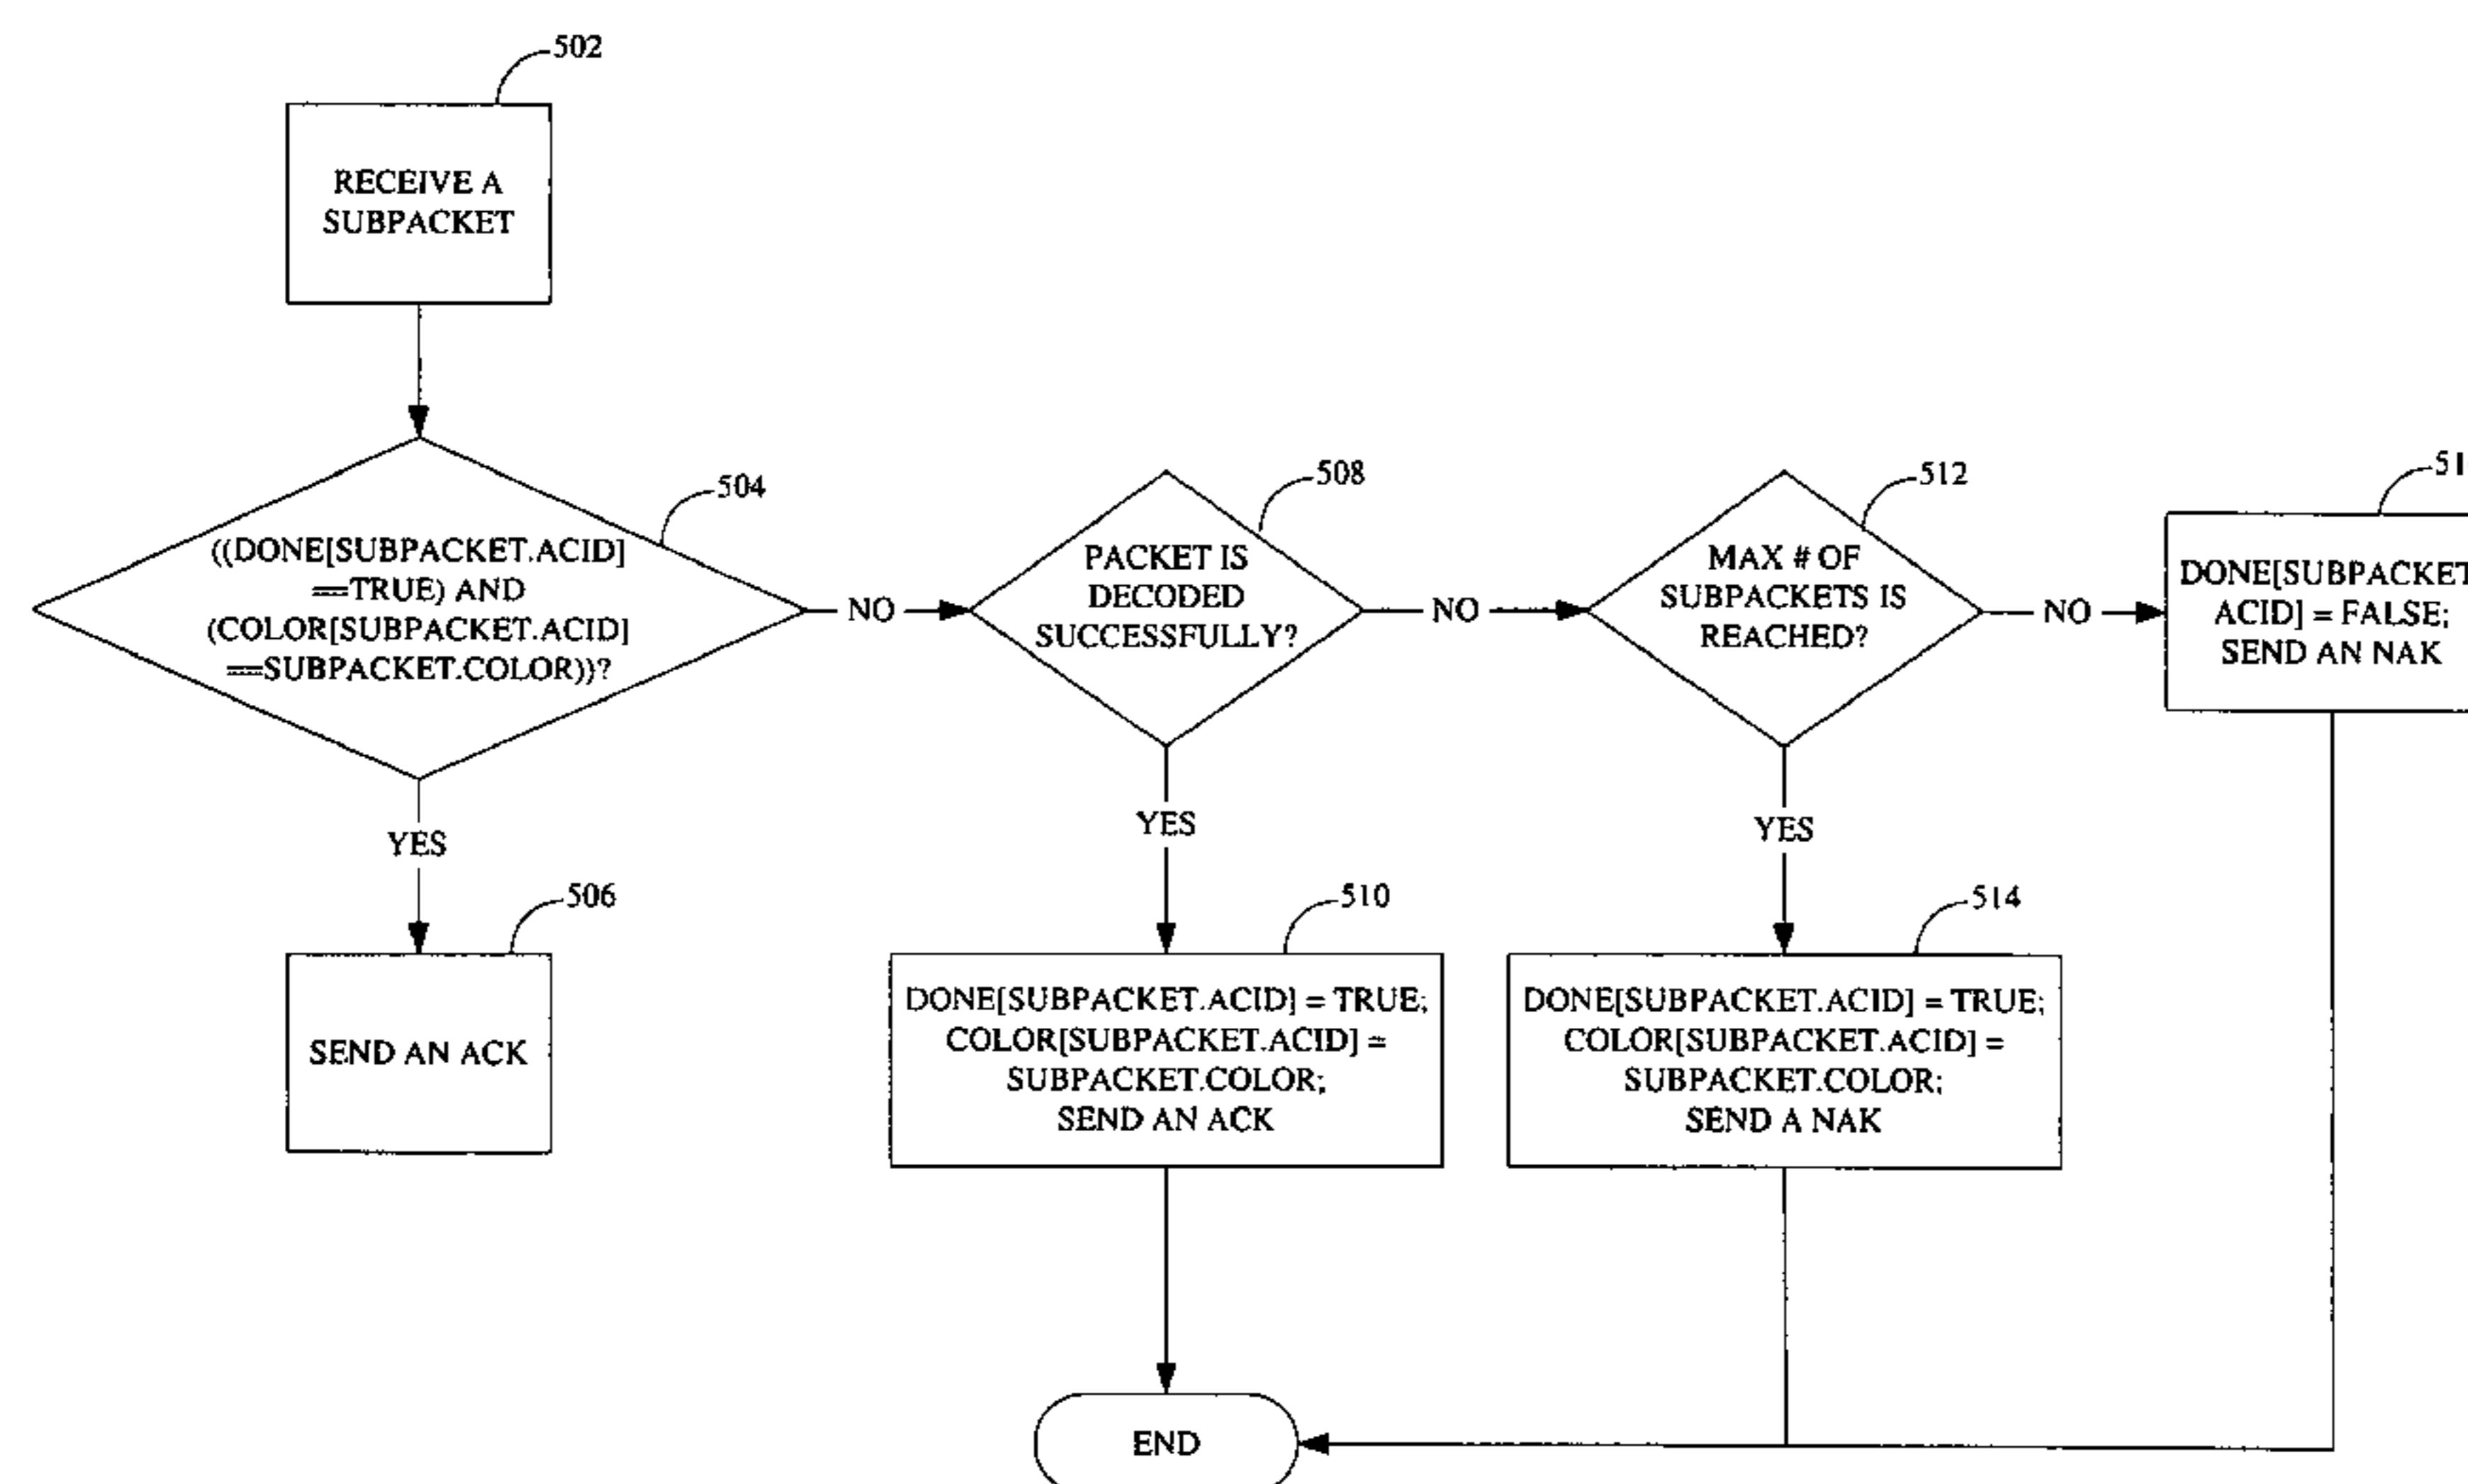 502
RECEIVE A
SUBPACKET
504
((DONE[SUBPACKET.ACID]
==TRUE) AND
(COLOR[SUBPACKET.ACID]
==SUBPACKET.COLOR))?
NO
YES
506
SEND AN ACK
508
PACKET IS
DECODED
SUCCESSFULLY?
NO
YES
510
DONE[SUBPACKET.ACID] = TRUE;
COLOR[SUBPACKET.ACID] =
SUBPACKET.COLOR;
SEND AN ACK
512
MAX # OF
SUBPACKETS IS
REACHED?
NO
YES
514
DONE[SUBPACKET.ACID] = TRUE;
COLOR[SUBPACKET.ACID] =
SUBPACKET.COLOR;
SEND A NAK
DONE[SUBPACKET
ACID] = FALSE;
SEND AN NAK
END